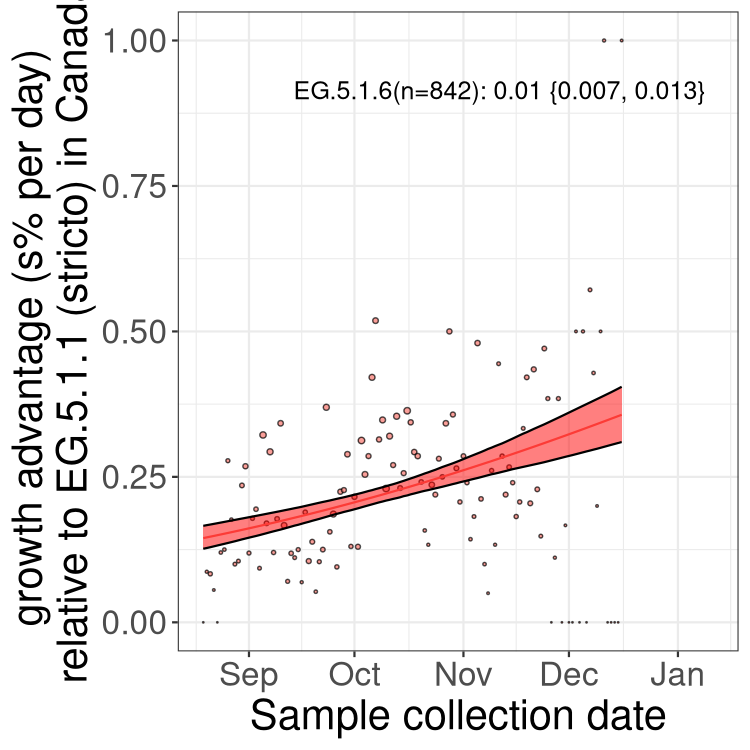 growth advantage (s% per day)
relative to EG.5.1.1 (stricto) in Canada
1.00
0.75
0.50
0.25
0.00
EG.5.1.6(n=842): 0.01 {0.007, 0.013}
Sep Oct Nov Dec Jan
Sample collection date